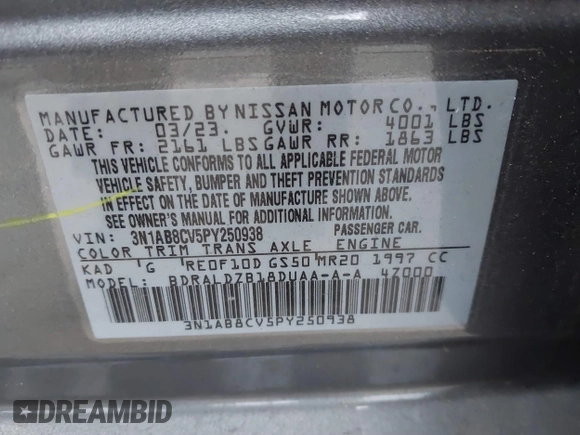 MANUFACTURED BY NISSAN MOTOR CO., LTD.
DATE: 03/23. GVWR: 4001 LBS
GAWR FR: 2161 LBS GAWR RR: 1863 LBS
THIS VEHICLE CONFORMS TO ALL APPLICABLE FEDERAL MOTOR
VEHICLE SAFETY, BUMPER AND THEFT PREVENTION STANDARDS
IN EFFECT ON THE DATE OF MANUFACTURE SHOWN ABOVE.
SEE OWNER'S MANUAL FOR ADDITIONAL INFORMATION.
VIN: 3N1AB8CV5PY250938 PASSENGER CAR.
COLOR TRIM TRANS AXLE ENGINE
KAD G RE0F10D GS50 MR20 1997 CC
MODEL: BDRALDZB18DUAA-A-A 4Z000
3N1AB8CV5PY250938
DREAMBID